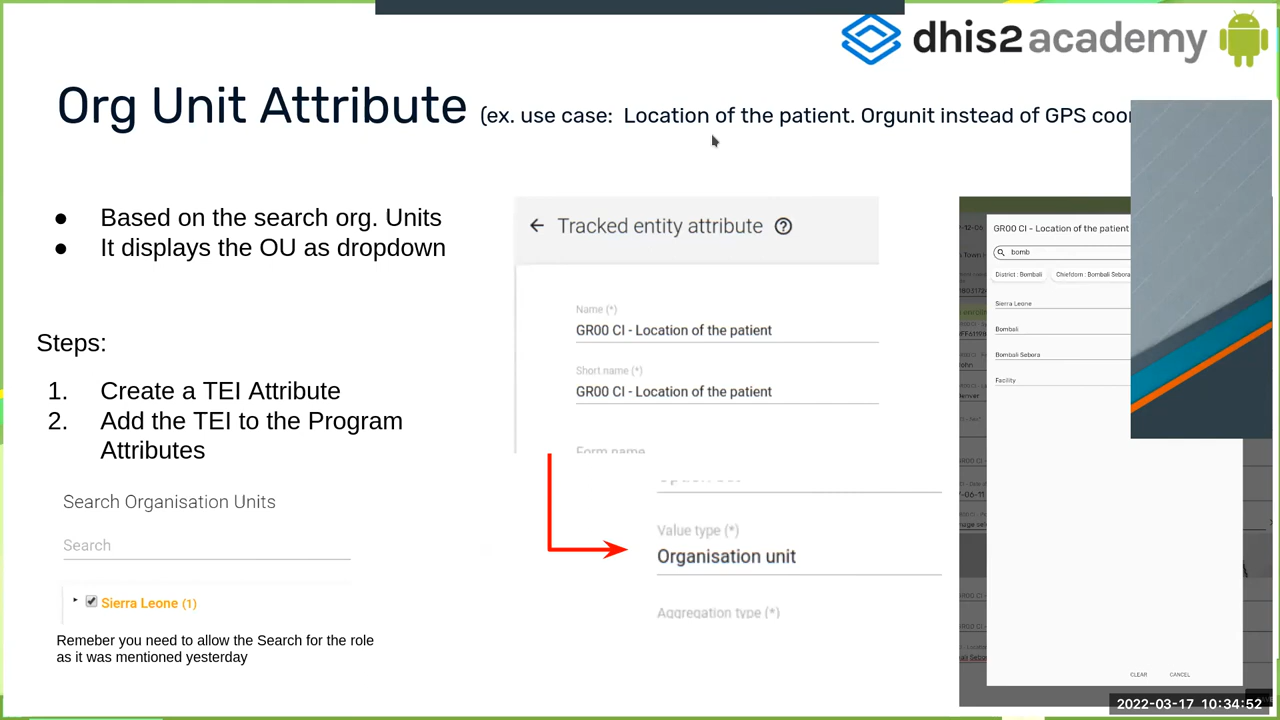 dhis2 academy
Org Unit Attribute (ex. use case: Location of the patient. Orgunit instead of GPS
● Based on the search org. Units
● It displays the OU as dropdown
Steps:
1. Create a TEI Attribute
2. Add the TEI to the Program
Attributes
Search Organisation Units
Search
Sierra Leone (1)
Remeber you need to allow the Search for the role
as it was mentioned yesterday
Tracked entity attribute
Name (*)
GR00 CI - Location of the patient
Short name (*)
GR00 CI - Location of the patient
Form name
Value type (*)
Organisation unit
Aggregation type (*)
GR00 CI - Location of the patient
bomb
District : Bombali
Chiefdom : Bombali Sebora
Sierra Leone
Bombali
Bombali Sebora
Facility
CLEAR CANCEL
2022-03-17 10:34:52